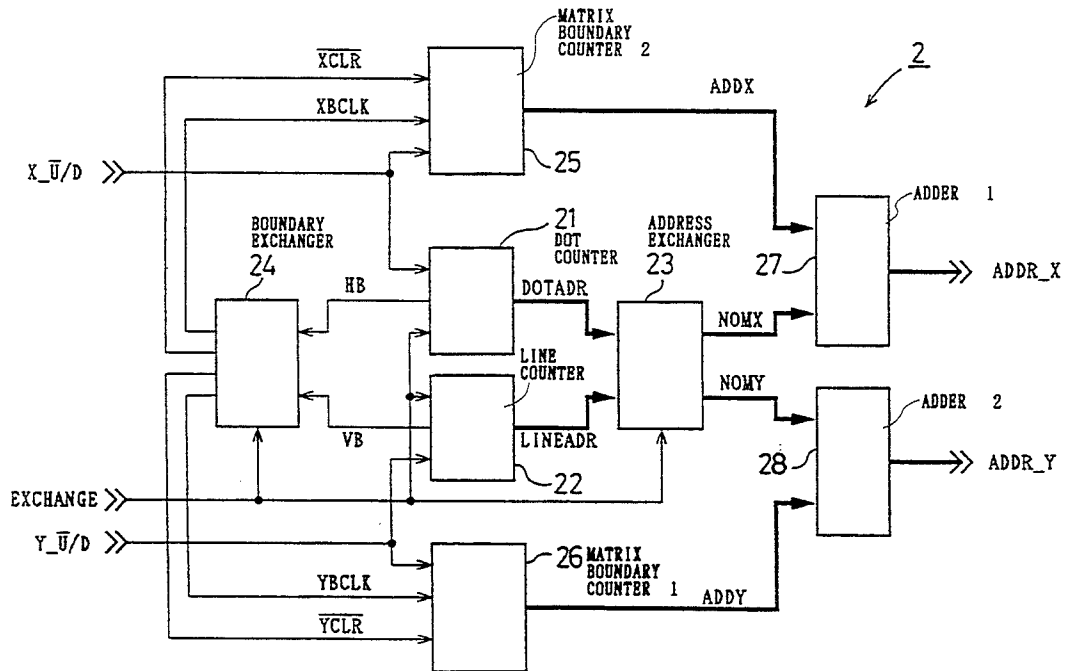 MATRIX
BOUNDARY
COUNTER 2
2
X̅C̅L̅R̅
XBCLK
ADDX
25
X_U̅/D
ADDER 1
BOUNDARY
EXCHANGER
24
21
DOT
COUNTER
ADDRESS
EXCHANGER
23
27
ADDR_X
HB
DOTADR
NOMX
LINE
COUNTER
NOMY
ADDER 2
VB
LINEADR
28
ADDR_Y
22
EXCHANGE
Y_U̅/D
26 MATRIX
BOUNDARY
COUNTER 1
YBCLK
ADDY
Y̅C̅L̅R̅